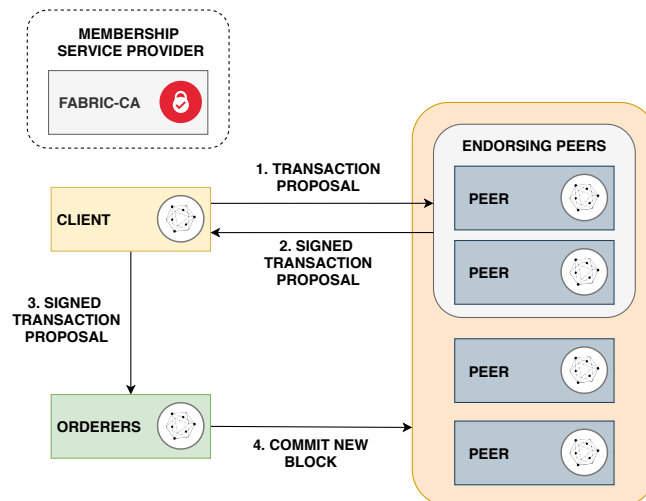 MEMBERSHIP
SERVICE PROVIDER
FABRIC-CA
ENDORSING PEERS
1. TRANSACTION
PROPOSAL
PEER
CLIENT
2. SIGNED
TRANSACTION
PROPOSAL
PEER
3. SIGNED
TRANSACTION
PROPOSAL
PEER
ORDERERS
4. COMMIT NEW
BLOCK
PEER